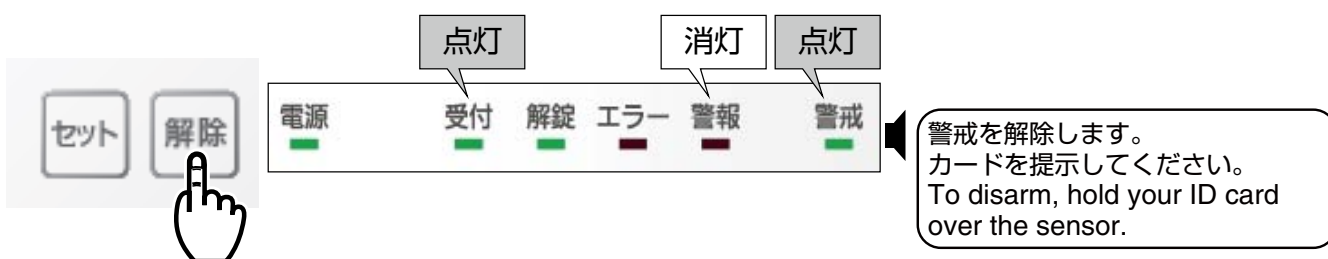 点灯
消灯
点灯
セット
解除
電源
受付
解錠
エラー
警報
警戒
警戒を解除します。
カードを提示してください。
To disarm, hold your ID card
over the sensor.